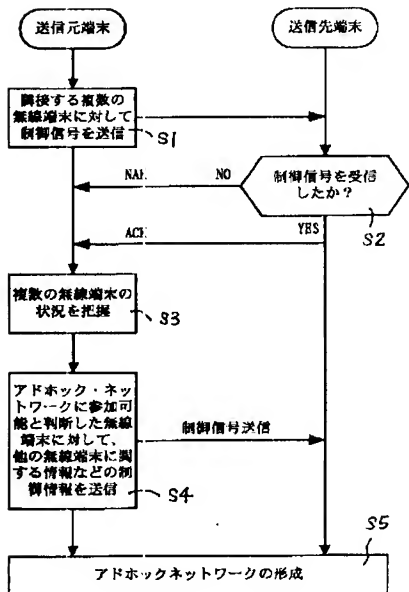 送信元端末
送信先端末
隣接する複数の
無線端末に対して
制御信号を送信
S1
制御信号を受信
したか？
S2
NO
NAK
YES
ACK
複数の無線端末の
状況を把握
S3
アドホック・ネッ
トワークに参加可
能と判断した無線
端末に対して、
他の無線端末に関
する情報などの制
御情報を送信
S4
制御信号送信
S5
アドホックネットワークの形成